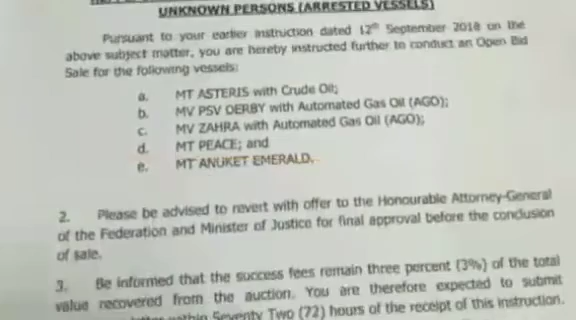 UNKNOWN PERSONS (ARRESTED VESSELS)
Pursuant to your earlier instruction dated 12th September 2018 on the
above subject matter, you are hereby instructed further to conduct an Open Bid
Sale for the following vessels:
a. MT ASTERIS with Crude Oil;
b. MV PSV DERBY with Automated Gas Oil (AGO);
c. MV ZAHRA with Automated Gas Oil (AGO);
d. MT PEACE; and
e. MT ANUKET EMERALD.
2. Please be advised to revert with offer to the Honourable Attorney-General
of the Federation and Minister of Justice for final approval before the conclusion
of sale.
3. Be informed that the success fees remain three percent (3%) of the total
value recovered from the auction. You are therefore expected to submit
within Seventy Two (72) hours of the receipt of this instruction.